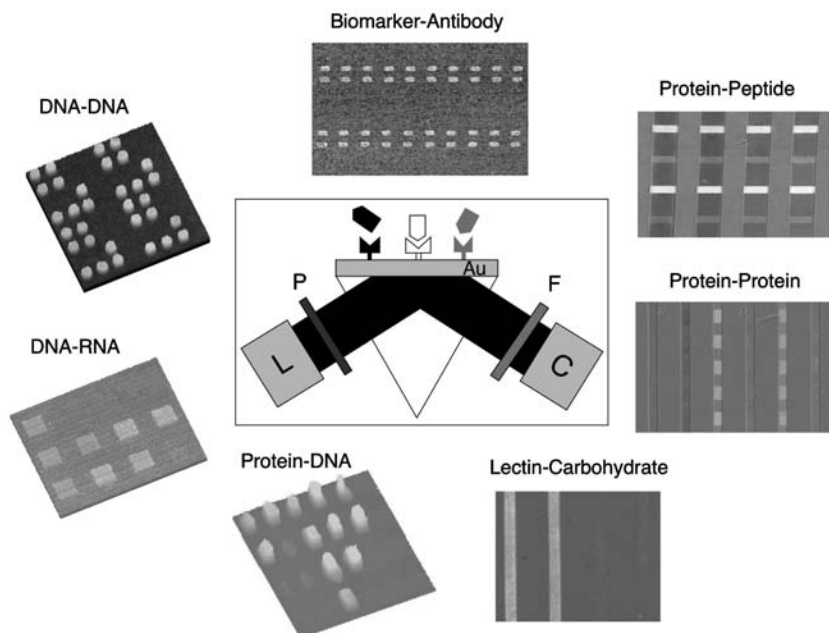 Biomarker-Antibody
DNA-DNA
Protein-Peptide
Au
P
F
Protein-Protein
L
C
DNA-RNA
Protein-DNA
Lectin-Carbohydrate